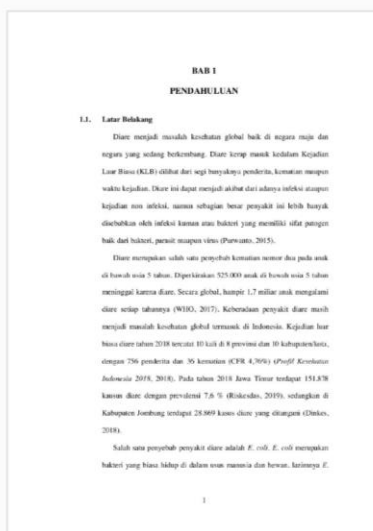 BAB 1
PENDAHULUAN
1.1. Latar Belakang
Diare menjadi masalah kesehatan global baik di negara maju dan
negara yang sedang berkembang. Diare kerap masuk kedalam Kejadian
Luar Biasa (KLB) dilihat dari segi banyaknya penderita, kematian maupun
waktu kejadian. Diare ini dapat menjadi akibat dari adanya infeksi ataupun
kejadian non infeksi, namun sebagian besar penyakit ini lebih banyak
disebabkan oleh infeksi kuman atau bakteri yang memiliki sifat patogen
baik dari bakteri, parasit maupun virus (Purwanto, 2015).
Diare merupakan salah satu penyebab kematian nomor dua pada anak
di bawah usia 5 tahun. Diperkirakan 525.000 anak di bawah usia 5 tahun
meninggal karena diare. Secara global, hampir 1,7 miliar anak mengalami
diare setiap tahunnya (WHO, 2017). Keberadaan penyakit diare masih
menjadi masalah kesehatan global termasuk di Indonesia. Kejadian luar
biasa diare tahun 2018 tercatat 10 kali di 8 provinsi dan 10 kabupaten/kota,
dengan 756 penderita dan 36 kematian (CFR 4,76%) (Profil Kesehatan
Indonesia 2018, 2018). Pada tahun 2018 Jawa Timur terdapat 151.878
kausus diare dengan prevalensi 7,6 % (Riskesdas, 2019), sedangkan di
Kabupaten Jombang terdapat 28.869 kasus diare yang ditangani (Dinkes,
2018).
Salah satu penyebab penyakit diare adalah E. coli. E. coli merupakan
bakteri yang biasa hidup di dalam usus manusia dan hewan. Jarimnya E.
1